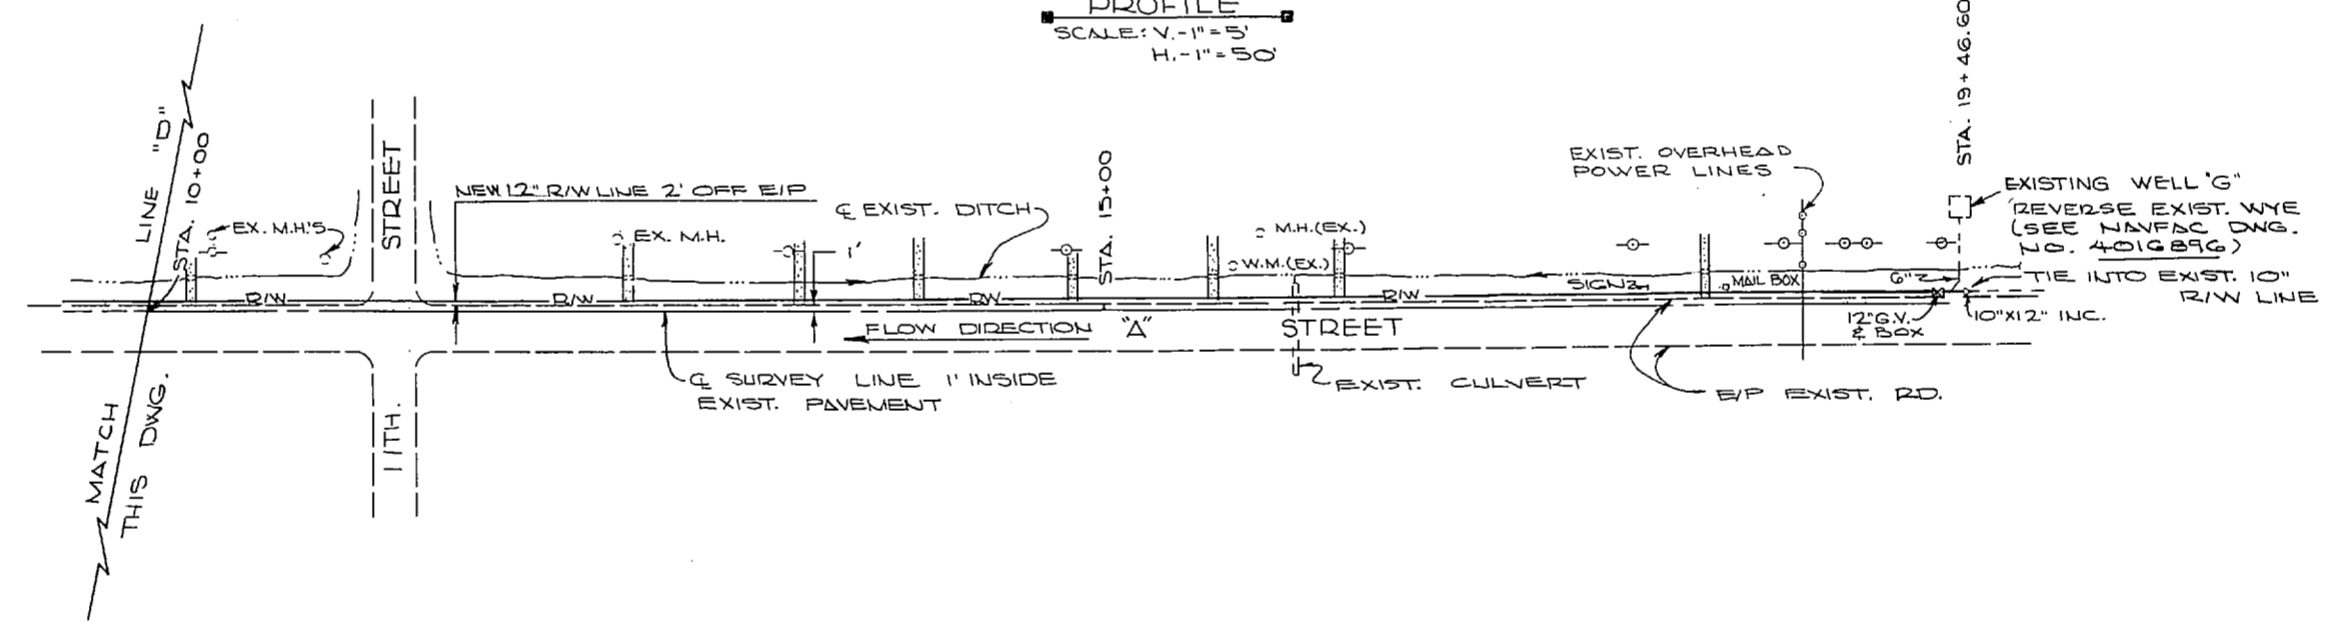 PROFILE
SCALE: V.-1"=5'
H.-1"=50'
STA. 19+46.60
LINE "D"
STA. 10+00
MATCH
THIS DWG.
EX. M.H.'S
STREET
11TH.
NEW 12" R/W LINE 2' OFF E/P
EX. M.H.
1'
℄ EXIST. DITCH
STA. 15+00
M.H.(EX.)
W.M.(EX.)
EXIST. OVERHEAD
POWER LINES
EXISTING WELL "G"
REVERSE EXIST. WYE
(SEE NAVFAC DWG.
NO. 4016896)
TIE INTO EXIST. 10"
R/W LINE
SIGN
MAIL BOX
6"
R/W
R/W
R/W
R/W
12" G.V.
& BOX
10"X12" INC.
FLOW DIRECTION
"A" STREET
℄ SURVEY LINE 1' INSIDE
EXIST. PAVEMENT
EXIST. CULVERT
E/P EXIST. RD.